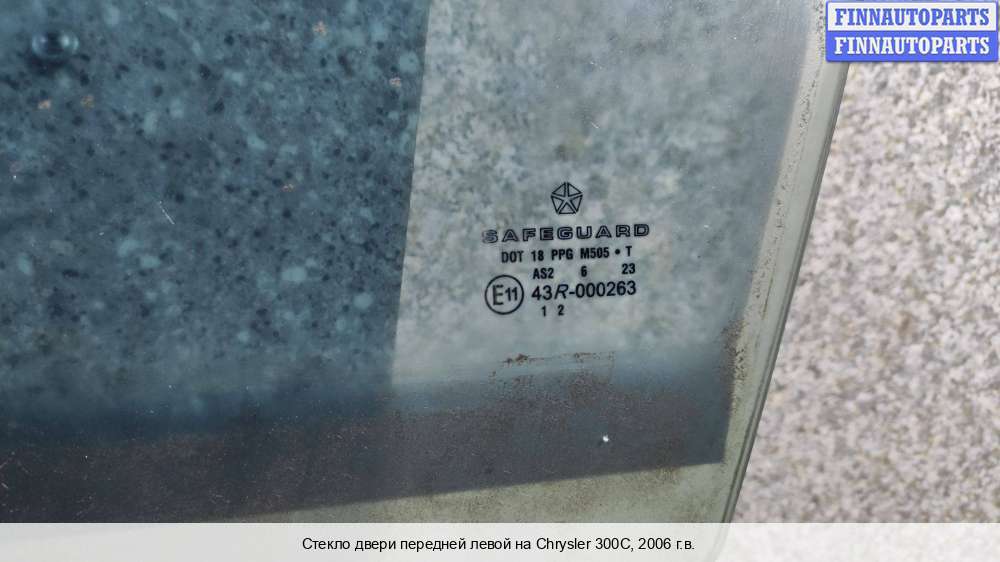 FINNAUTOPARTS
FINNAUTOPARTS
SAFEGUARD
DOT 18 PPG M505 • T
AS2 6 23
E11 43R-000263
1 2
Стекло двери передней левой на Chrysler 300C, 2006 г.в.